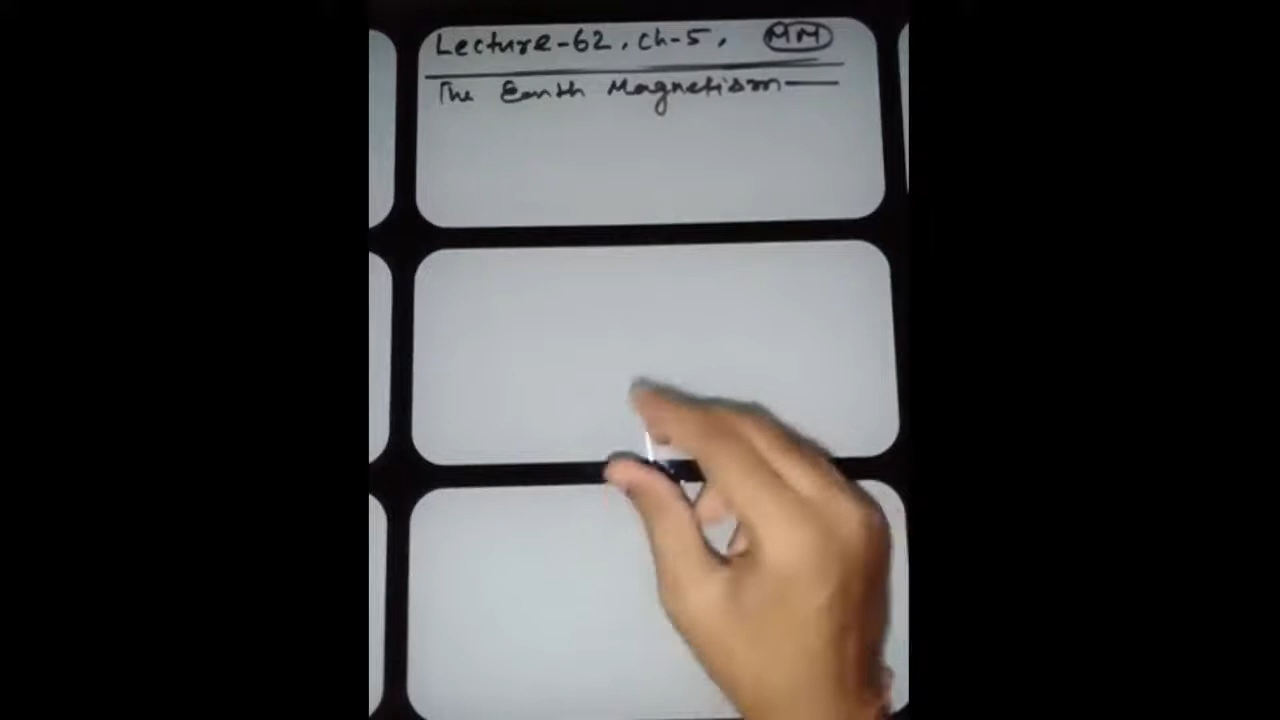 Lecture-62, Ch-5, MM
The Earth Magnetism —